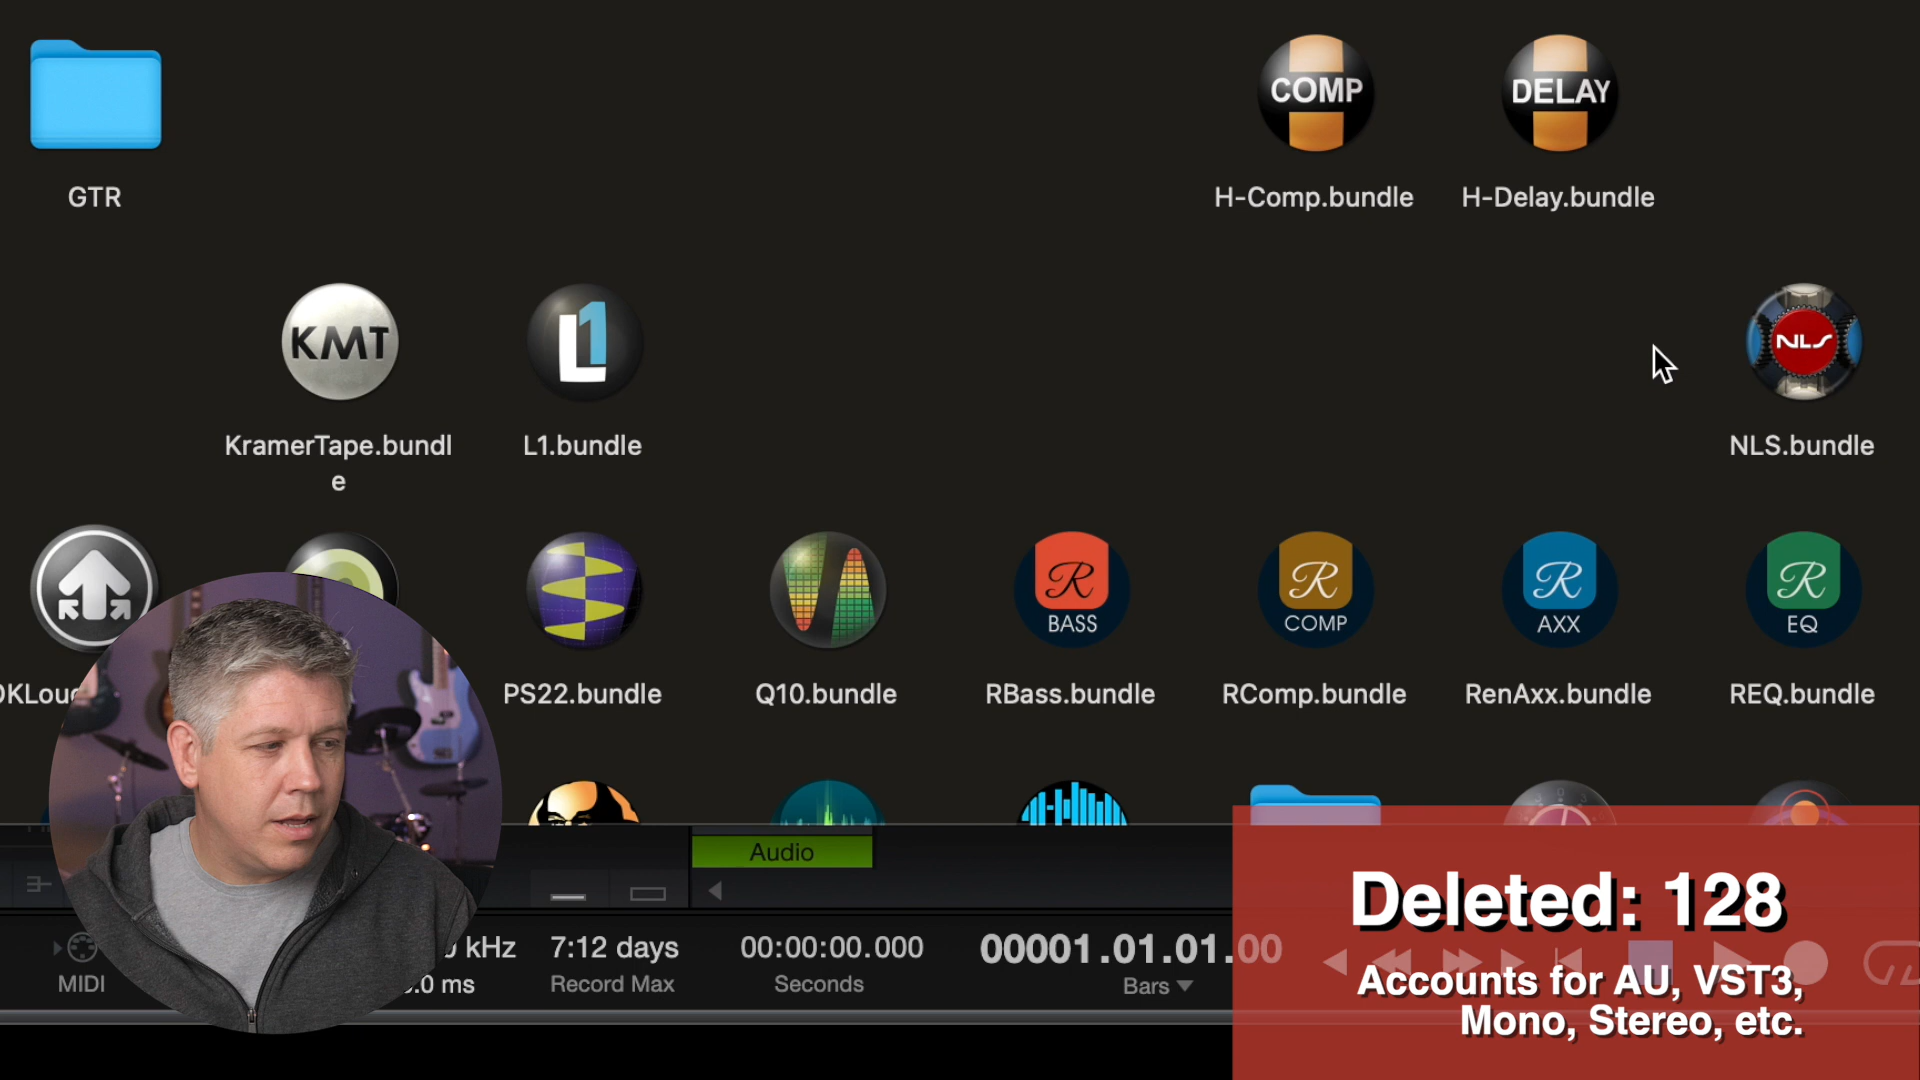 COMP
DELAY
GTR
H-Comp.bundle
H-Delay.bundle
KMT
L1
NLS
KramerTape.bundl
e
L1.bundle
NLS.bundle
R
BASS
R
COMP
R
AXX
R
EQ
PS22.bundle
Q10.bundle
RBass.bundle
RComp.bundle
RenAxx.bundle
REQ.bundle
Audio
Deleted: 128
kHz
7:12 days
00:00:00.000
00001.01.01.00
MIDI
.0 ms
Record Max
Seconds
Bars
Accounts for AU, VST3,
Mono, Stereo, etc.